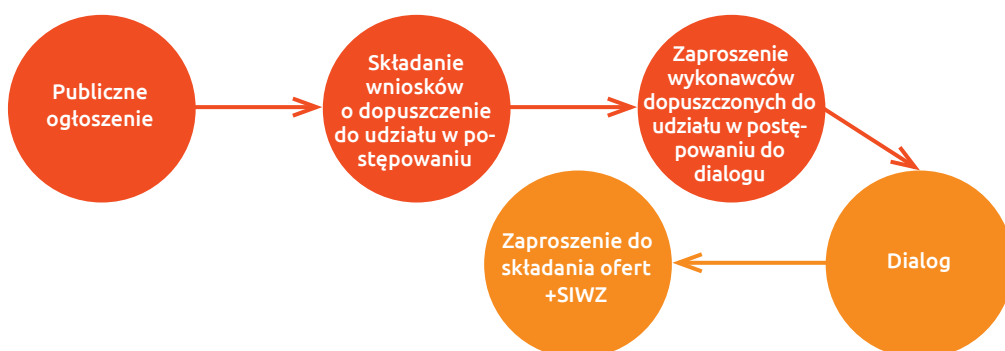 Publiczne
ogłoszenie
Składanie
wniosków
o dopuszczenie
do udziału w po-
stępowaniu
Zaproszenie
wykonawców
dopuszczonych do
udziału w postę-
powaniu do
dialogu
Dialog
Zaproszenie do
składania ofert
+SIWZ